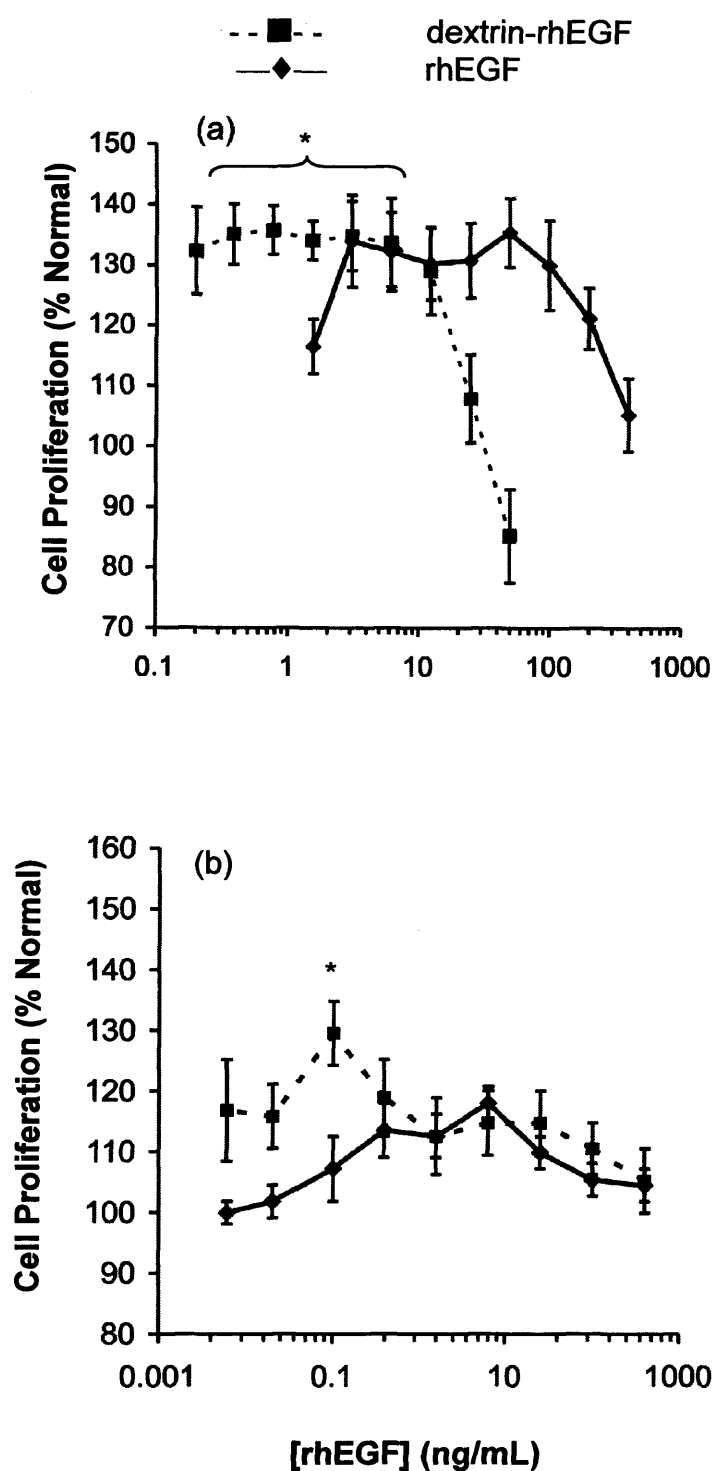 dextrin-rhEGF
rhEGF
(a)
*
150
140
130
120
110
100
90
80
70
Cell Proliferation (% Normal)
0.1 1 10 100 1000
(b)
*
160
150
140
130
120
110
100
90
80
Cell Proliferation (% Normal)
0.001 0.1 10 1000
[rhEGF] (ng/mL)